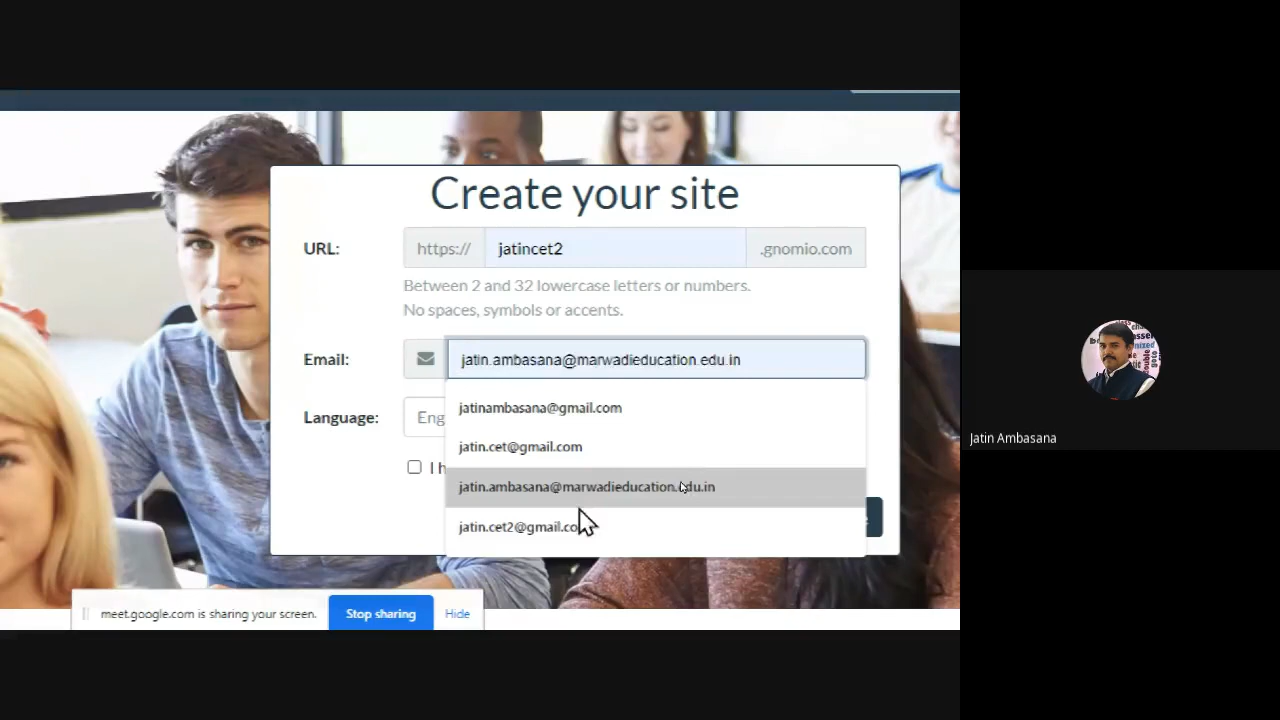 Create your site
URL:
https://
jatincet2
.gnomio.com
Between 2 and 32 lowercase letters or numbers.
No spaces, symbols or accents.
Email:
jatin.ambasana@marwadieducation.edu.in
jatinambasana@gmail.com
Language:
Eng
jatin.cet@gmail.com
I h
jatin.ambasana@marwadieducation.edu.in
jatin.cet2@gmail.co
meet.google.com is sharing your screen.
Stop sharing
Hide
Jatin Ambasana